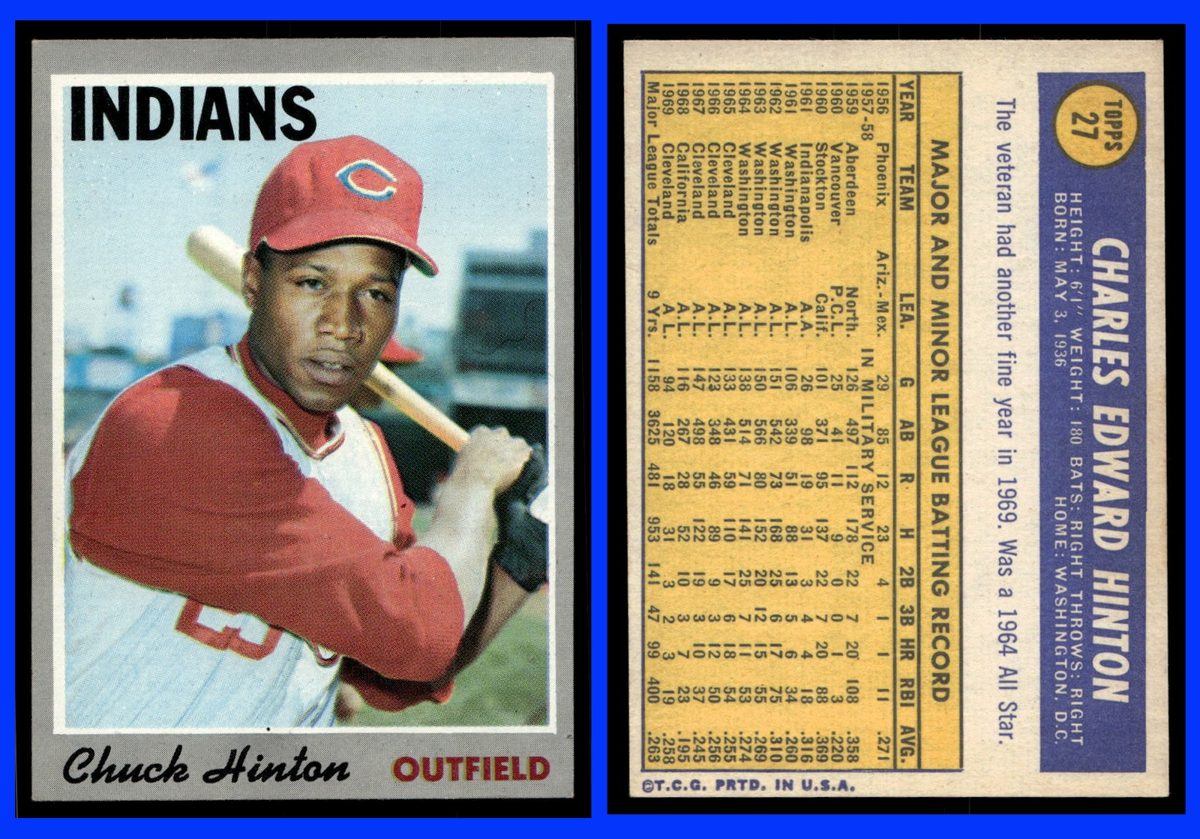 INDIANS
C
Chuck Hinton
OUTFIELD
TOPPS
27
CHARLES EDWARD HINTON
HEIGHT: 6'1" WEIGHT: 180 BATS: RIGHT THROWS: RIGHT
BORN: MAY 3, 1936 HOME: WASHINGTON, D.C.
The veteran had another fine year in 1969. Was a 1964 All Star.
MAJOR AND MINOR LEAGUE BATTING RECORD
YEAR TEAM LEA. G AB R H 2B 3B HR RBI AVG.
1956 Phoenix Ariz.-Mex. 29 85 12 23 4 1 1 11 .271
1957-58 IN MILITARY SERVICE
1959 Aberdeen North. 126 497 112 178 22 7 20 108 .358
1960 Vancouver P.C.L. 25 41 11 9 0 0 1 3 .220
1960 Stockton Calif. 101 371 95 137 22 7 20 88 .369
1961 Indianapolis A.A. 26 98 19 31 3 4 4 18 .316
1961 Washington A.L. 106 339 51 88 13 5 6 34 .260
1962 Washington A.L. 151 542 73 168 25 6 17 75 .310
1963 Washington A.L. 150 566 80 152 20 12 15 55 .269
1964 Washington A.L. 138 514 71 141 25 7 11 53 .274
1965 Cleveland A.L. 133 431 59 110 17 6 18 54 .255
1966 Cleveland A.L. 123 348 46 89 9 3 12 50 .256
1967 Cleveland A.L. 147 498 55 122 19 3 10 37 .245
1968 California A.L. 116 267 28 52 10 3 7 23 .195
1969 Cleveland A.L. 94 120 18 31 3 2 3 19 .258
Major League Totals 9 Yrs. 1158 3625 481 953 141 47 99 400 .263
©T.C.G. PRTD. IN U.S.A.